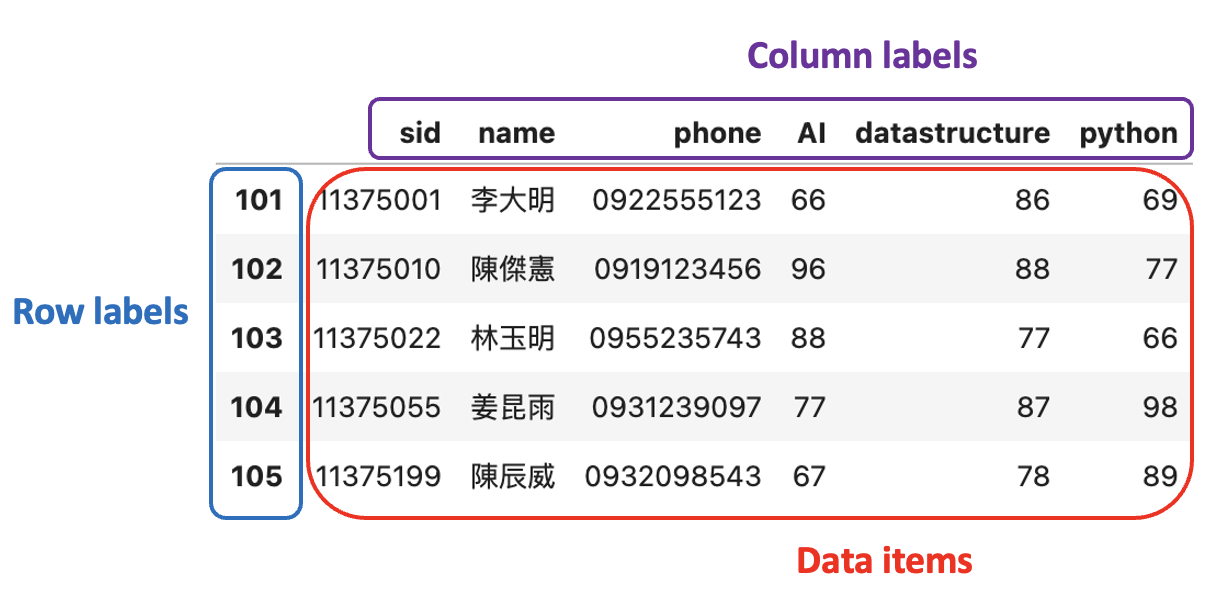 Column labels
sid name phone AI datastructure python
101 11375001 李大明 0922555123 66 86 69
102 11375010 陳傑憲 0919123456 96 88 77
Row labels
103 11375022 林玉明 0955235743 88 77 66
104 11375055 姜昆雨 0931239097 77 87 98
105 11375199 陳辰威 0932098543 67 78 89
Data items